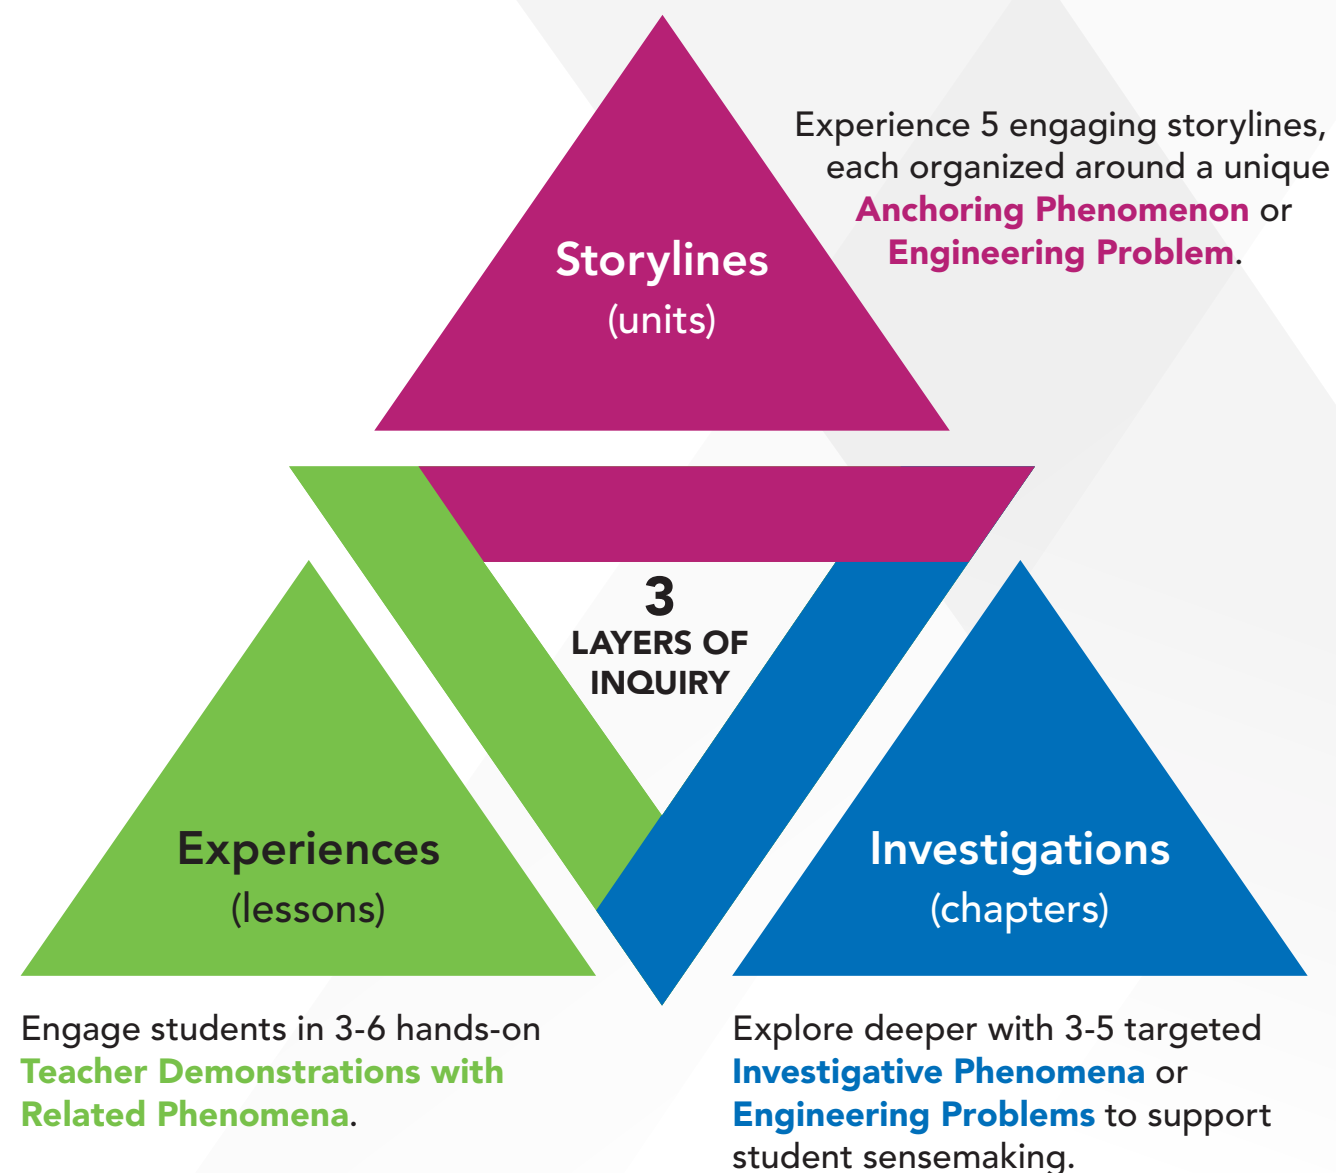 Storylines
(units)
Experience 5 engaging storylines,
each organized around a unique
Anchoring Phenomenon or
Engineering Problem.
3
LAYERS OF
INQUIRY
Experiences
(lessons)
Engage students in 3-6 hands-on
Teacher Demonstrations with
Related Phenomena.
Investigations
(chapters)
Explore deeper with 3-5 targeted
Investigative Phenomena or
Engineering Problems to support
student sensemaking.